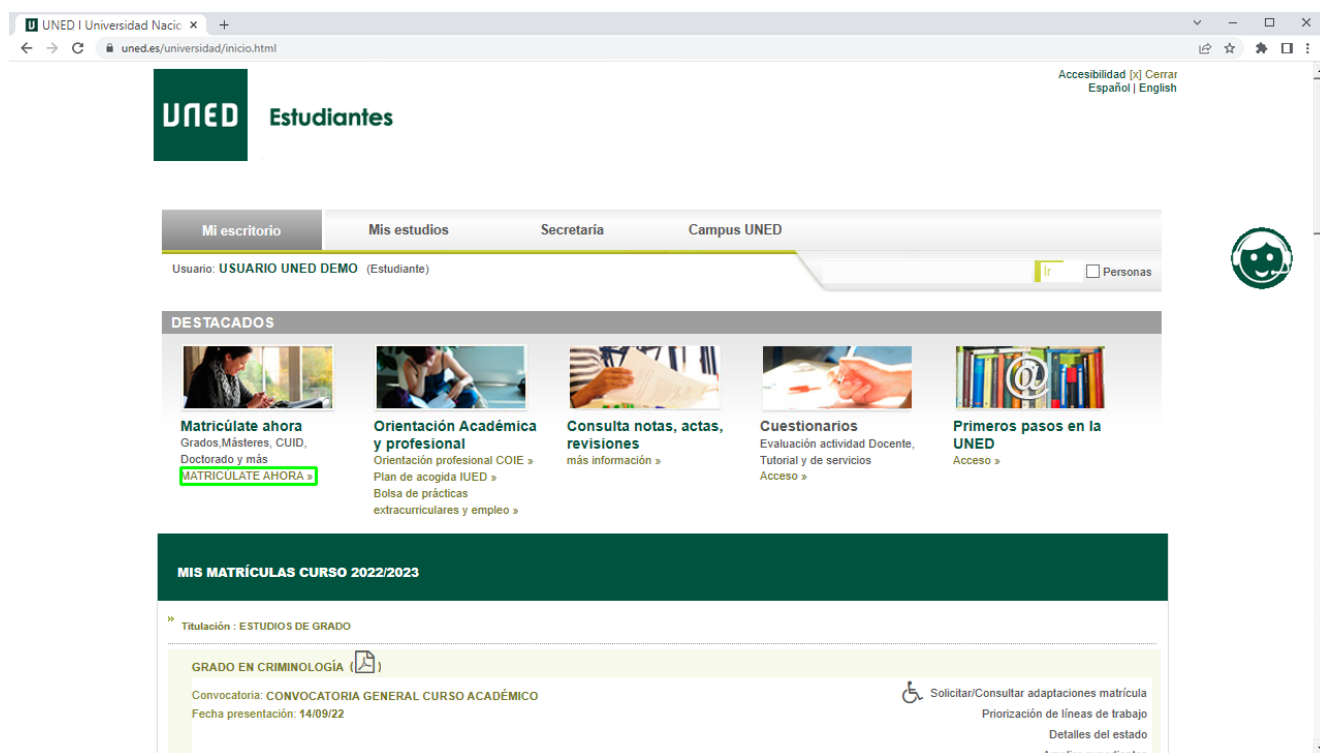 UNED I Universidad Nacic
uned.es/universidad/inicio.html
Accesibilidad [x] Cerrar
Español | English
UNED
Estudiantes
Mi escritorio
Mis estudios
Secretaría
Campus UNED
Usuario: USUARIO UNED DEMO (Estudiante)
Ir
Personas
DESTACADOS
Matricúlate ahora
Grados,Másteres, CUID,
Doctorado y más
MATRICÚLATE AHORA »
Orientación Académica
y profesional
Orientación profesional COIE »
Plan de acogida IUED »
Bolsa de prácticas
extracurriculares y empleo »
Consulta notas, actas,
revisiones
más información »
Cuestionarios
Evaluación actividad Docente,
Tutorial y de servicios
Acceso »
@
Primeros pasos en la
UNED
Acceso »
MIS MATRÍCULAS CURSO 2022/2023
» Titulación : ESTUDIOS DE GRADO
GRADO EN CRIMINOLOGÍA ( )
Convocatoria: CONVOCATORIA GENERAL CURSO ACADÉMICO
Fecha presentación: 14/09/22
Solicitar/Consultar adaptaciones matrícula
Priorización de líneas de trabajo
Detalles del estado